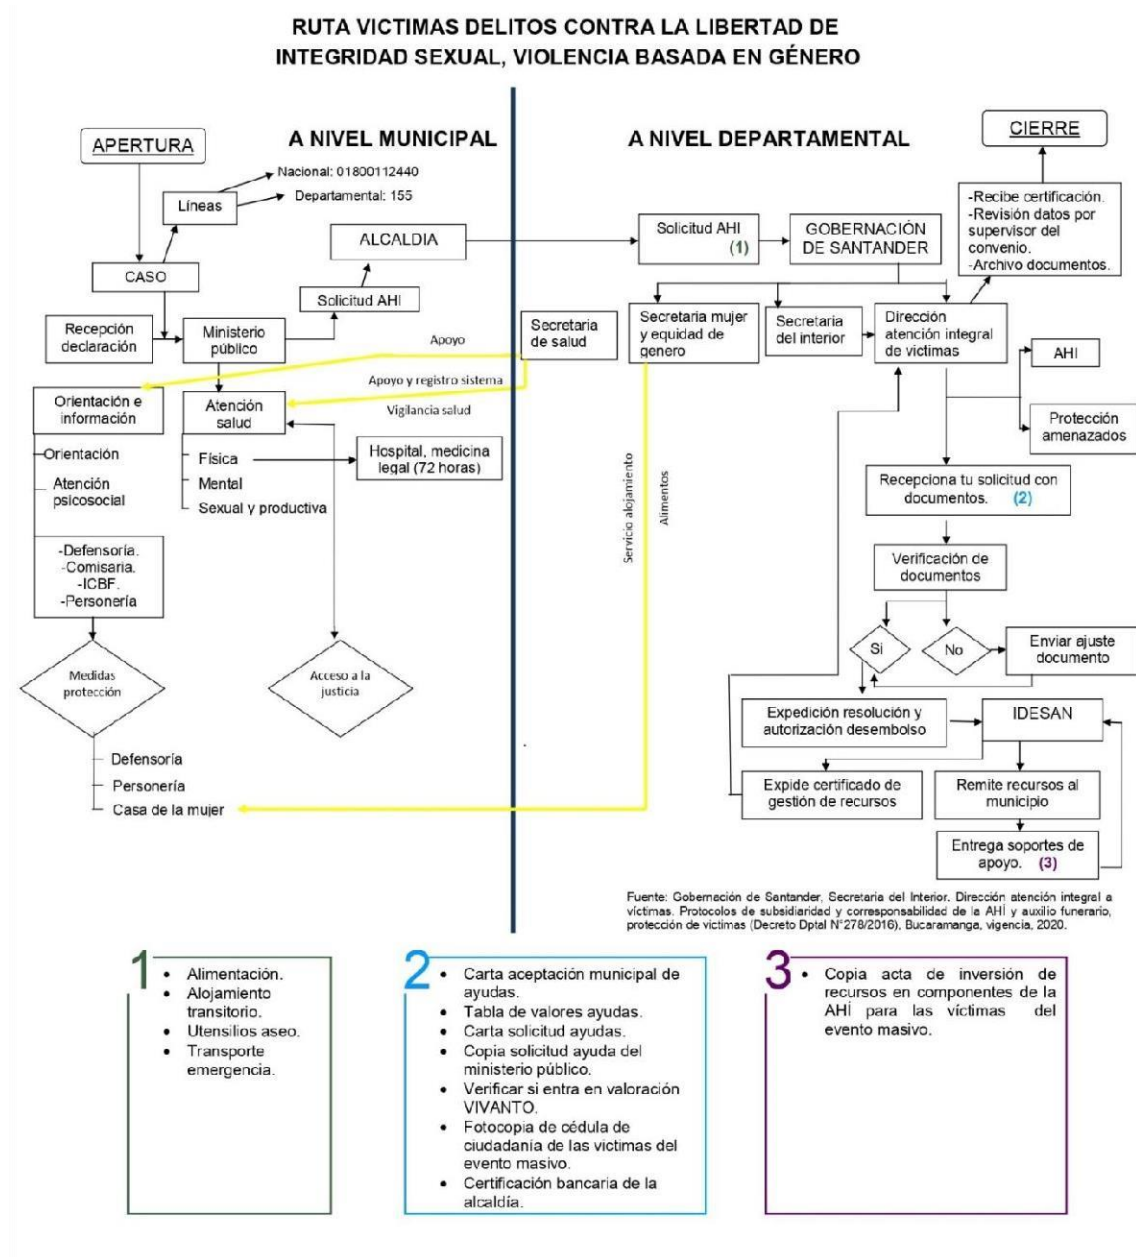 RUTA VICTIMAS DELITOS CONTRA LA LIBERTAD DE
INTEGRIDAD SEXUAL, VIOLENCIA BASADA EN GÉNERO
A NIVEL MUNICIPAL
APERTURA
Nacional: 01800112440
Departamental: 155
Líneas
ALCALDIA
CASO
Solicitud AHI
Recepción
declaración
Ministerio
público
Apoyo
Apoyo y registro sistema
Vigilancia salud
Orientación e
información
Atención
salud
Orientación
Atención
psicosocial
Física
Mental
Sexual y productiva
Hospital, medicina
legal (72 horas)
-Defensoría.
-Comisaria.
-ICBF.
-Personería
Medidas
protección
Acceso a la
justicia
Defensoría
Personería
Casa de la mujer
A NIVEL DEPARTAMENTAL
CIERRE
-Recibe certificación.
-Revisión datos por
supervisor del
convenio.
-Archivo documentos.
Solicitud AHI
(1)
GOBERNACIÓN
DE SANTANDER
Secretaria
de salud
Secretaria mujer
y equidad de
genero
Secretaria
del interior
Dirección
atención integral
de víctimas
AHI
Protección
amenazados
Servicio alojamiento
Alimentos
Recepciona tu solicitud con
documentos. (2)
Verificación de
documentos
Si
No
Enviar ajuste
documento
Expedición resolución y
autorización desembolso
IDESAN
Expide certificado de
gestión de recursos
Remite recursos al
municipio
Entrega soportes de
apoyo. (3)
Fuente: Gobernación de Santander, Secretaria del Interior. Dirección atención integral a
víctimas. Protocolos de subsidiaridad y corresponsabilidad de la AHÍ y auxilio funerario,
protección de víctimas (Decreto Dptal N°278/2016), Bucaramanga, vigencia, 2020.
1
• Alimentación.
• Alojamiento
transitorio.
• Utensilios aseo.
• Transporte
emergencia.
2
• Carta aceptación municipal de
ayudas.
• Tabla de valores ayudas.
• Carta solicitud ayudas.
• Copia solicitud ayuda del
ministerio público.
• Verificar si entra en valoración
VIVANTO.
• Fotocopia de cédula de
ciudadanía de las victimas del
evento masivo.
• Certificación bancaria de la
alcaldía.
3
• Copia acta de inversión de
recursos en componentes de la
AHÍ para las víctimas del
evento masivo.